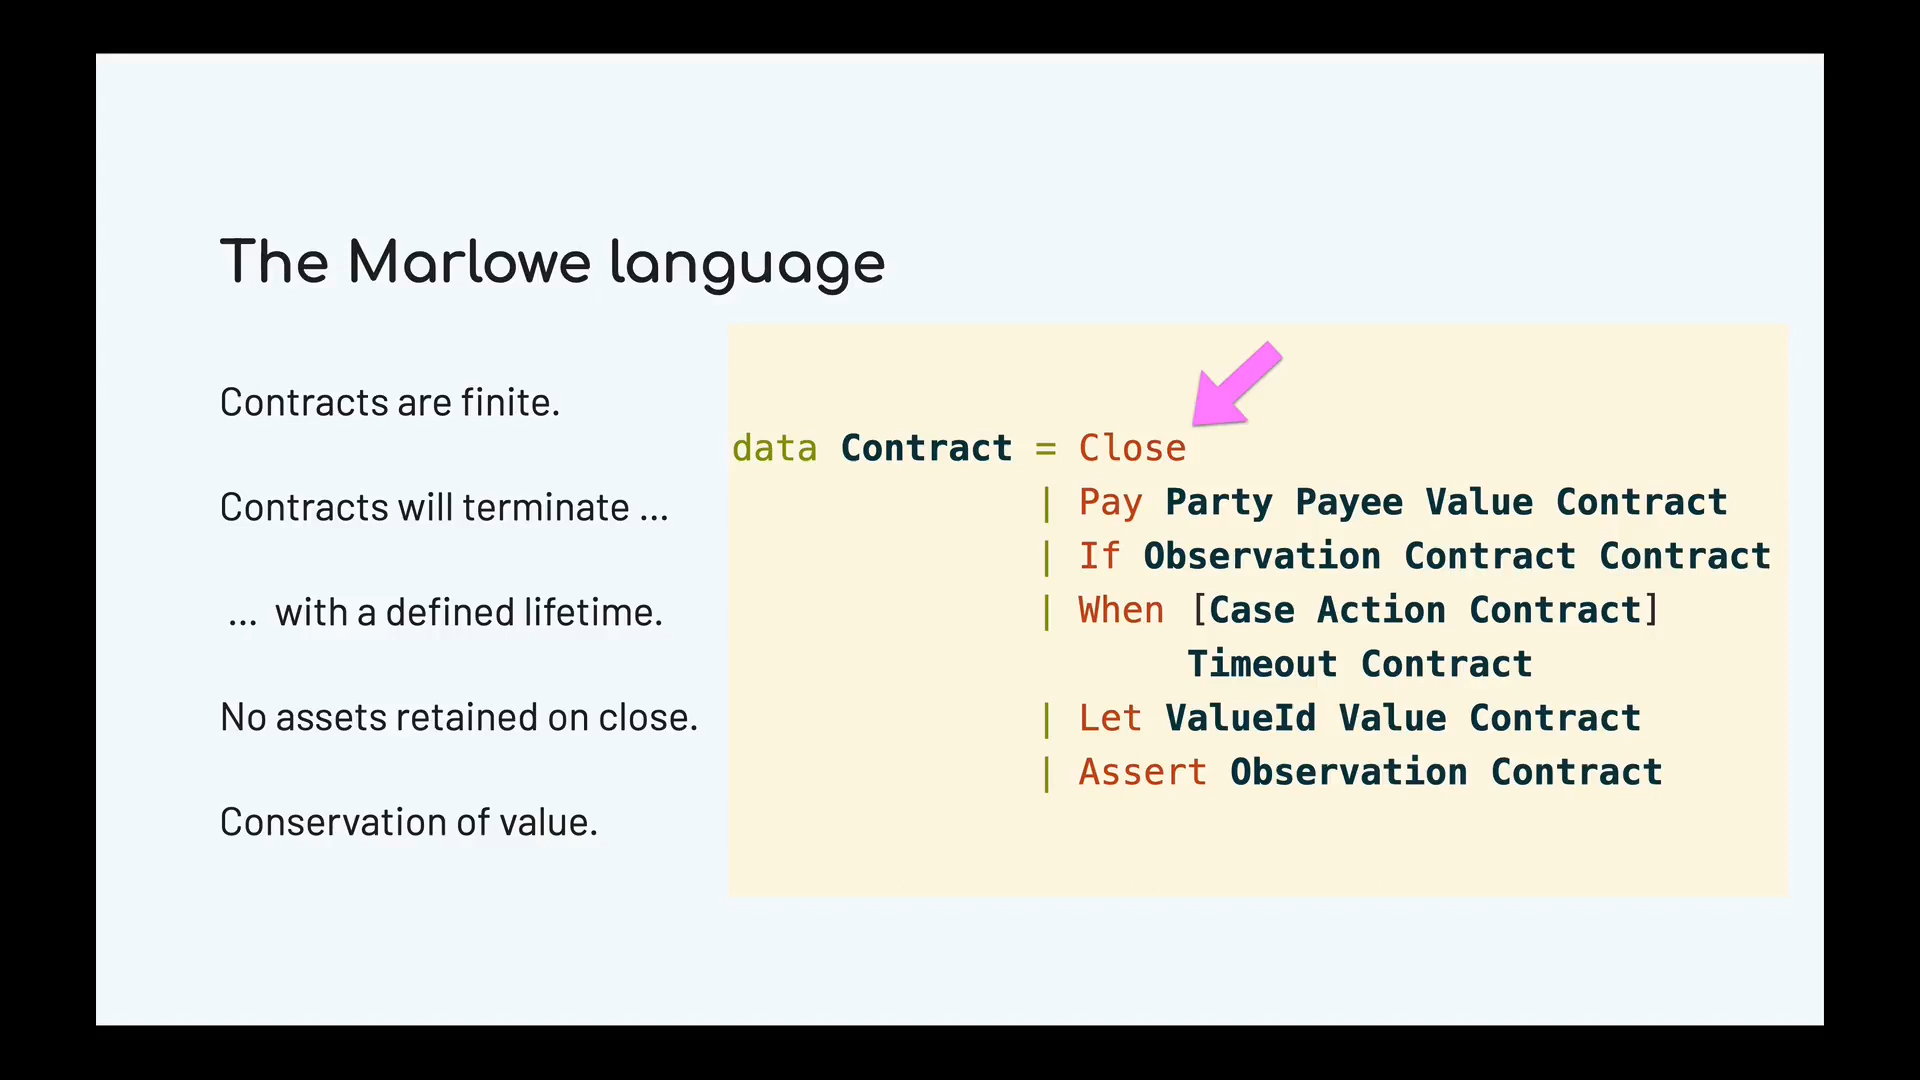 The Marlowe language
Contracts are finite.
Contracts will terminate ...
... with a defined lifetime.
No assets retained on close.
Conservation of value.
data Contract = Close
| Pay Party Payee Value Contract
| If Observation Contract Contract
| When [Case Action Contract]
Timeout Contract
| Let ValueId Value Contract
| Assert Observation Contract